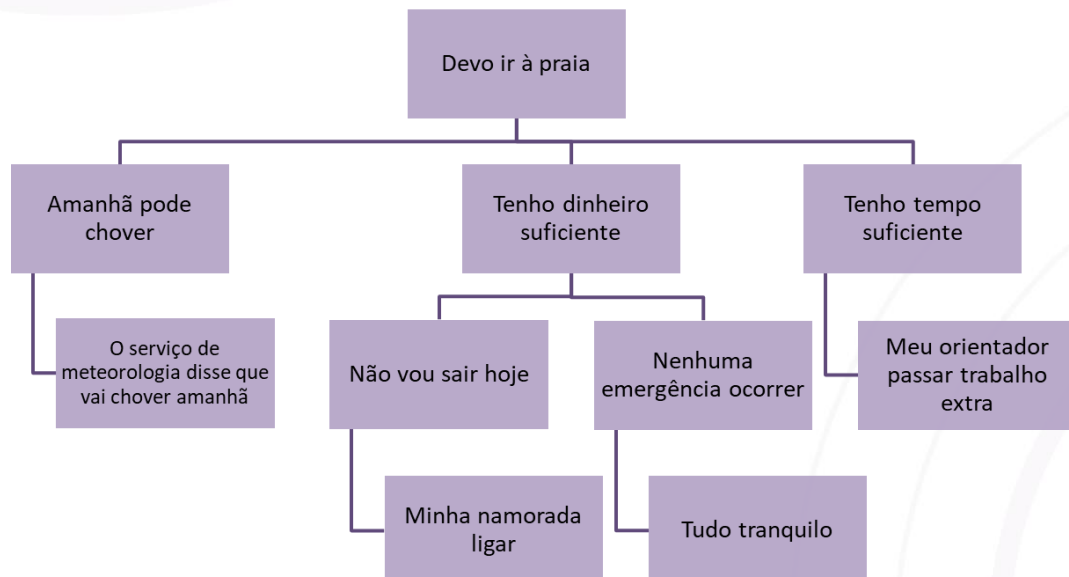 Devo ir à praia
Amanhã pode
chover
Tenho dinheiro
suficiente
Tenho tempo
suficiente
O serviço de
meteorologia disse que
vai chover amanhã
Não vou sair hoje
Nenhuma
emergência ocorrer
Meu orientador
passar trabalho
extra
Minha namorada
ligar
Tudo tranquilo